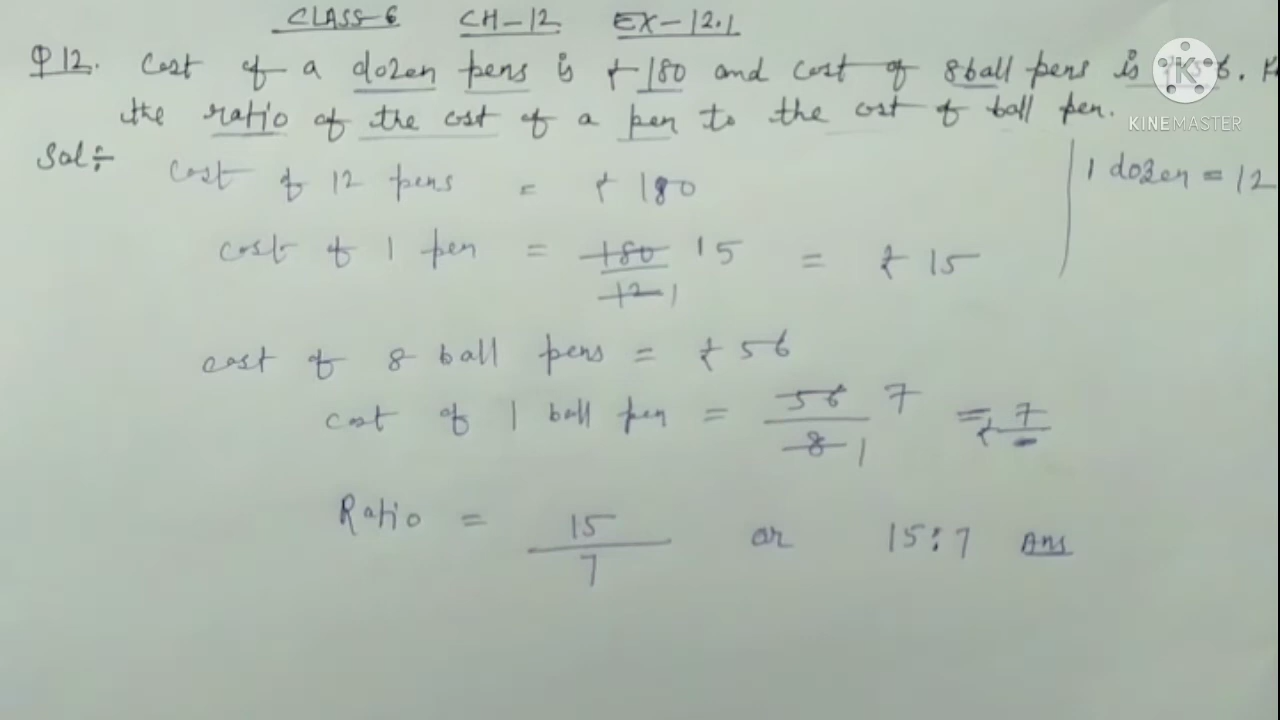 CLASS-6 CH-12 EX-12.1
Q12. Cost of a dozen pens is ₹ 180 and cost of 8 ball pens is 6.
the ratio of the cost of a pen to the cost of ball pen.
KINEMASTER
Sol:-
1 dozen = 12
Cost of 12 pens = ₹ 180
cost of 1 pen = 180/12 15/1 = ₹ 15
cost of 8 ball pens = ₹ 56
cost of 1 ball pen = 56/8 7/1 = ₹ 7
Ratio = 15/7 or 15:7 Ans